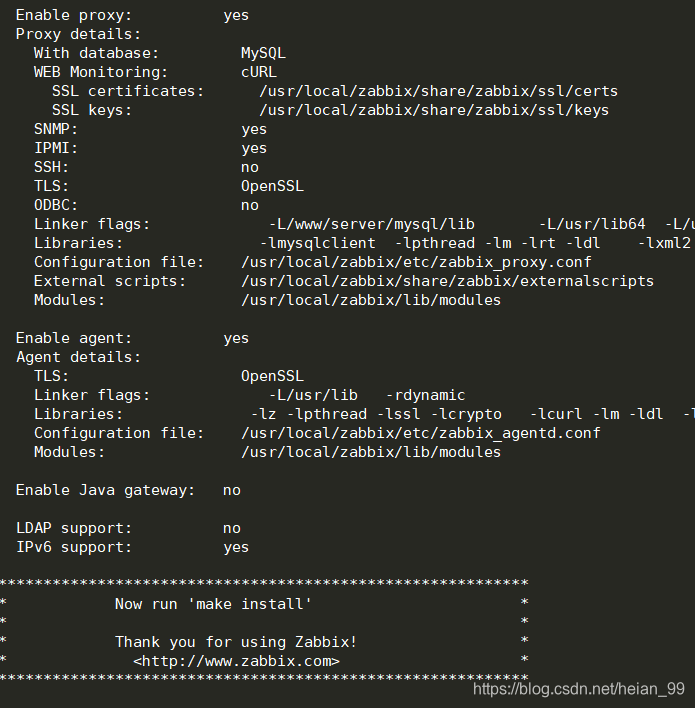 Enable proxy:          yes
Proxy details:
  With database:         MySQL
  WEB Monitoring:        cURL
    SSL certificates:      /usr/local/zabbix/share/zabbix/ssl/certs
    SSL keys:              /usr/local/zabbix/share/zabbix/ssl/keys
  SNMP:                  yes
  IPMI:                  yes
  SSH:                   no
  TLS:                   OpenSSL
  ODBC:                  no
  Linker flags:             -L/www/server/mysql/lib       -L/usr/lib64  -L/u
  Libraries:               -lmysqlclient  -lpthread -lm -lrt -ldl    -lxml2
  Configuration file:    /usr/local/zabbix/etc/zabbix_proxy.conf
  External scripts:      /usr/local/zabbix/share/zabbix/externalscripts
  Modules:               /usr/local/zabbix/lib/modules

Enable agent:          yes
Agent details:
  TLS:                   OpenSSL
  Linker flags:             -L/usr/lib   -rdynamic
  Libraries:              -lz -lpthread -lssl -lcrypto   -lcurl -lm -ldl  -l
  Configuration file:    /usr/local/zabbix/etc/zabbix_agentd.conf
  Modules:               /usr/local/zabbix/lib/modules

Enable Java gateway:   no

LDAP support:          no
IPv6 support:          yes

***********************************************************
*            Now run 'make install'                       *
*                                                         *
*            Thank you for using Zabbix!                  *
*              <http://www.zabbix.com>                    *
***********************************************************
https://blog.csdn.net/heian_99